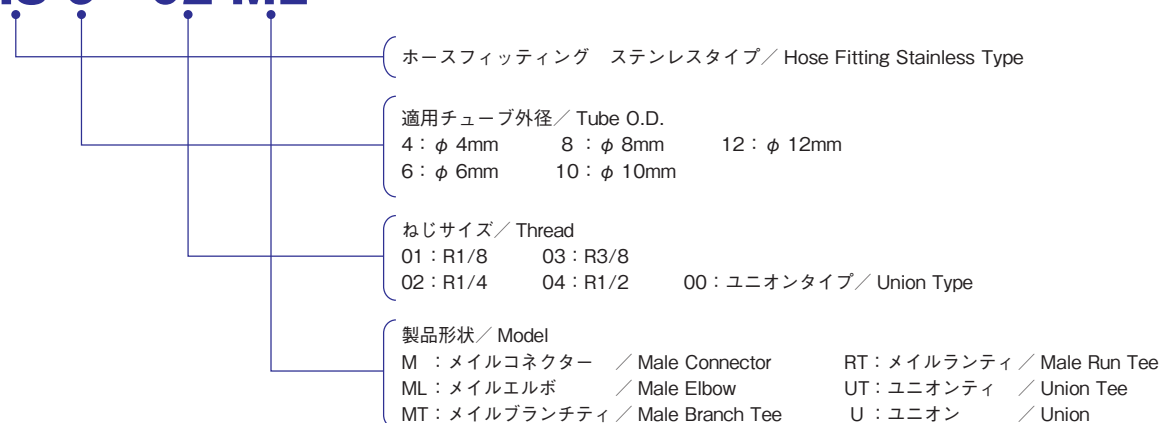 ホースフィッティング ステンレスタイプ／ Hose Fitting Stainless Type
適用チューブ外径／ Tube O.D.
4：φ 4mm 8 ：φ 8mm 12：φ 12mm
6：φ 6mm 10：φ 10mm
ねじサイズ／ Thread
01：R1/8 03：R3/8
02：R1/4 04：R1/2 00：ユニオンタイプ／ Union Type
製品形状／ Model
M ：メイルコネクター ／ Male Connector RT：メイルランティ／ Male Run Tee
ML：メイルエルボ ／ Male Elbow UT：ユニオンティ ／ Union Tee
MT：メイルブランチティ／ Male Branch Tee U ：ユニオン ／ Union